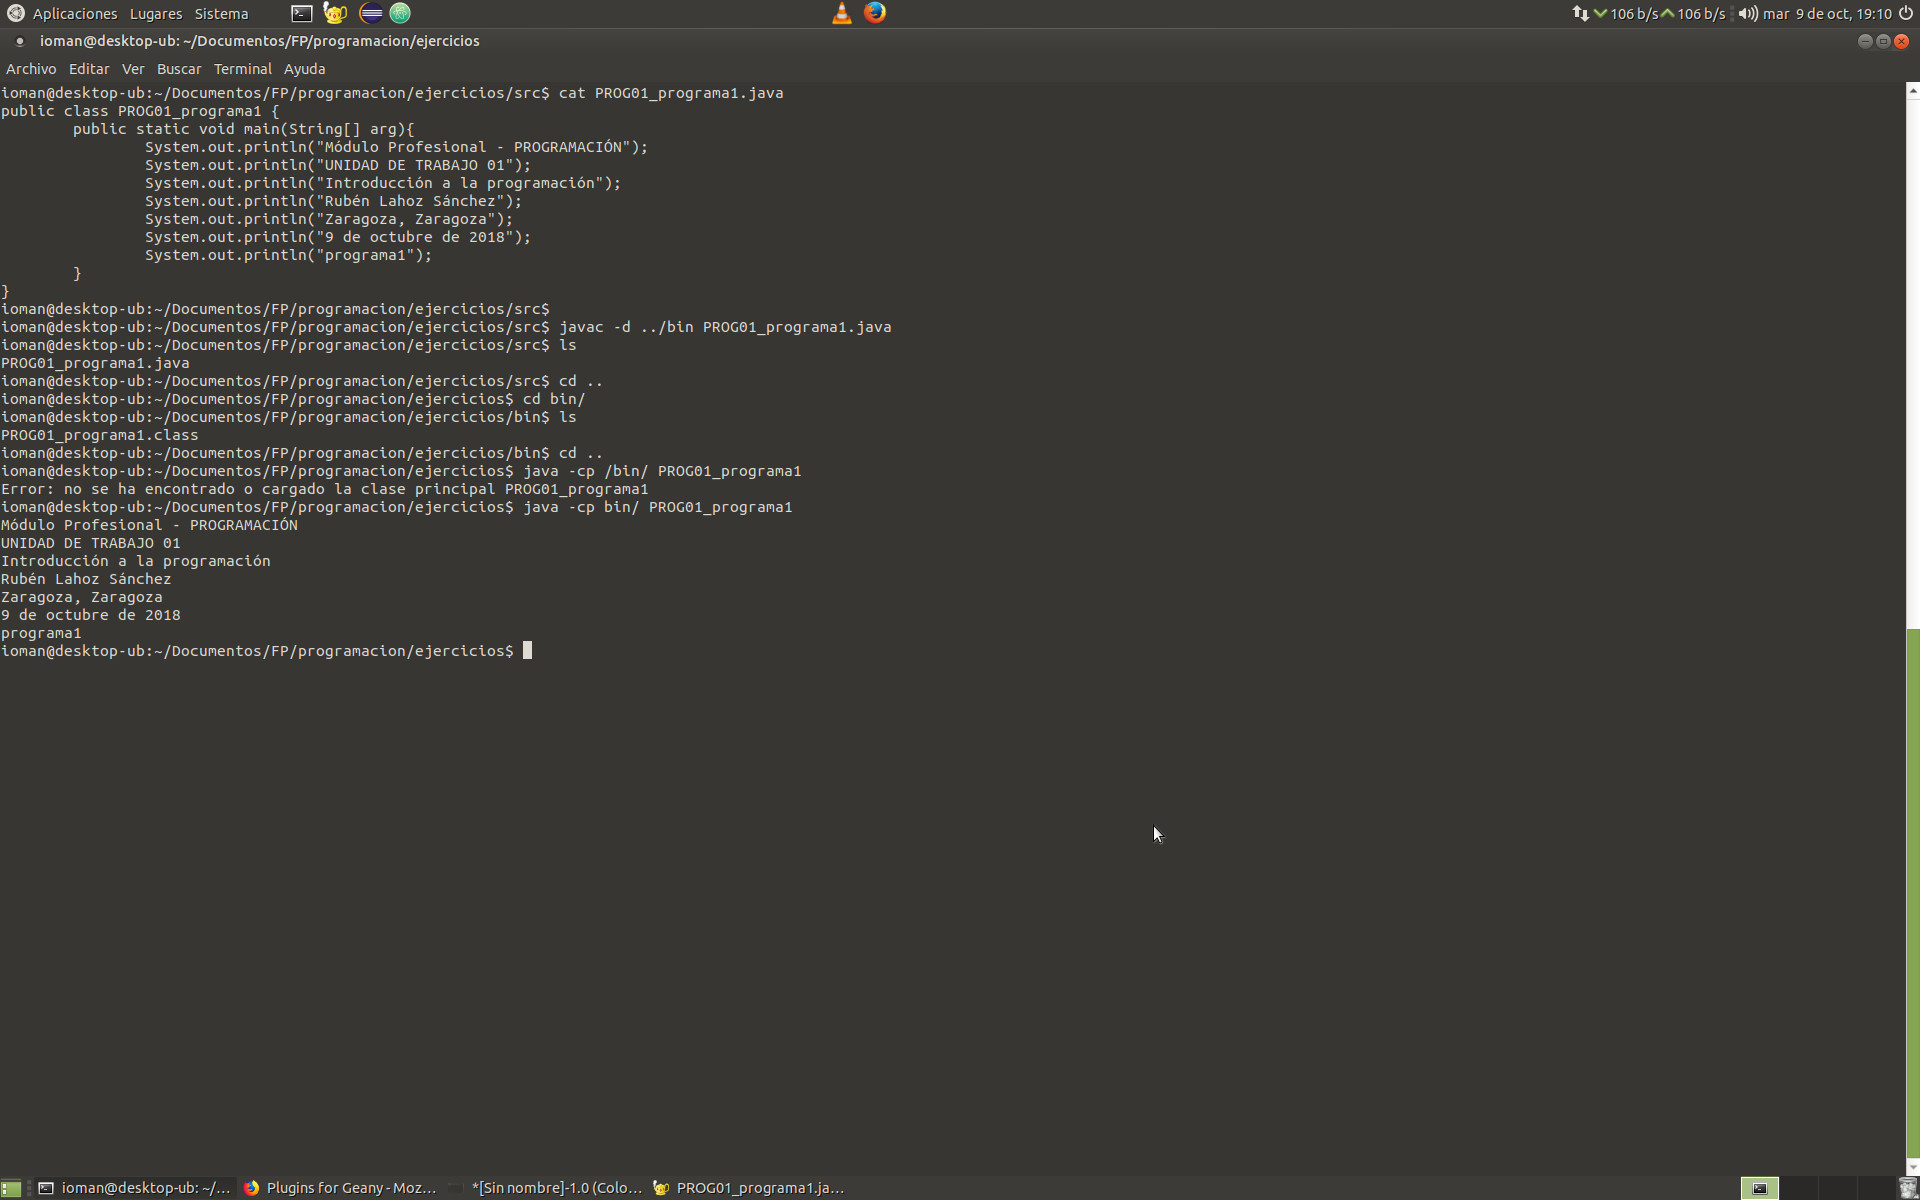 Aplicaciones Lugares Sistema 106 b/s 106 b/s mar 9 de oct, 19:10
ioman@desktop-ub: ~/Documentos/FP/programacion/ejercicios
Archivo Editar Ver Buscar Terminal Ayuda
ioman@desktop-ub:~/Documentos/FP/programacion/ejercicios/src$ cat PROG01_programa1.java
public class PROG01_programa1 {
        public static void main(String[] arg){
                System.out.println("Módulo Profesional - PROGRAMACIÓN");
                System.out.println("UNIDAD DE TRABAJO 01");
                System.out.println("Introducción a la programación");
                System.out.println("Rubén Lahoz Sánchez");
                System.out.println("Zaragoza, Zaragoza");
                System.out.println("9 de octubre de 2018");
                System.out.println("programa1");
        }
}
ioman@desktop-ub:~/Documentos/FP/programacion/ejercicios/src$
ioman@desktop-ub:~/Documentos/FP/programacion/ejercicios/src$ javac -d ../bin PROG01_programa1.java
ioman@desktop-ub:~/Documentos/FP/programacion/ejercicios/src$ ls
PROG01_programa1.java
ioman@desktop-ub:~/Documentos/FP/programacion/ejercicios/src$ cd ..
ioman@desktop-ub:~/Documentos/FP/programacion/ejercicios$ cd bin/
ioman@desktop-ub:~/Documentos/FP/programacion/ejercicios/bin$ ls
PROG01_programa1.class
ioman@desktop-ub:~/Documentos/FP/programacion/ejercicios/bin$ cd ..
ioman@desktop-ub:~/Documentos/FP/programacion/ejercicios$ java -cp /bin/ PROG01_programa1
Error: no se ha encontrado o cargado la clase principal PROG01_programa1
ioman@desktop-ub:~/Documentos/FP/programacion/ejercicios$ java -cp bin/ PROG01_programa1
Módulo Profesional - PROGRAMACIÓN
UNIDAD DE TRABAJO 01
Introducción a la programación
Rubén Lahoz Sánchez
Zaragoza, Zaragoza
9 de octubre de 2018
programa1
ioman@desktop-ub:~/Documentos/FP/programacion/ejercicios$
ioman@desktop-ub: ~/... Plugins for Geany - Moz... *[Sin nombre]-1.0 (Colo... PROG01_programa1.ja...